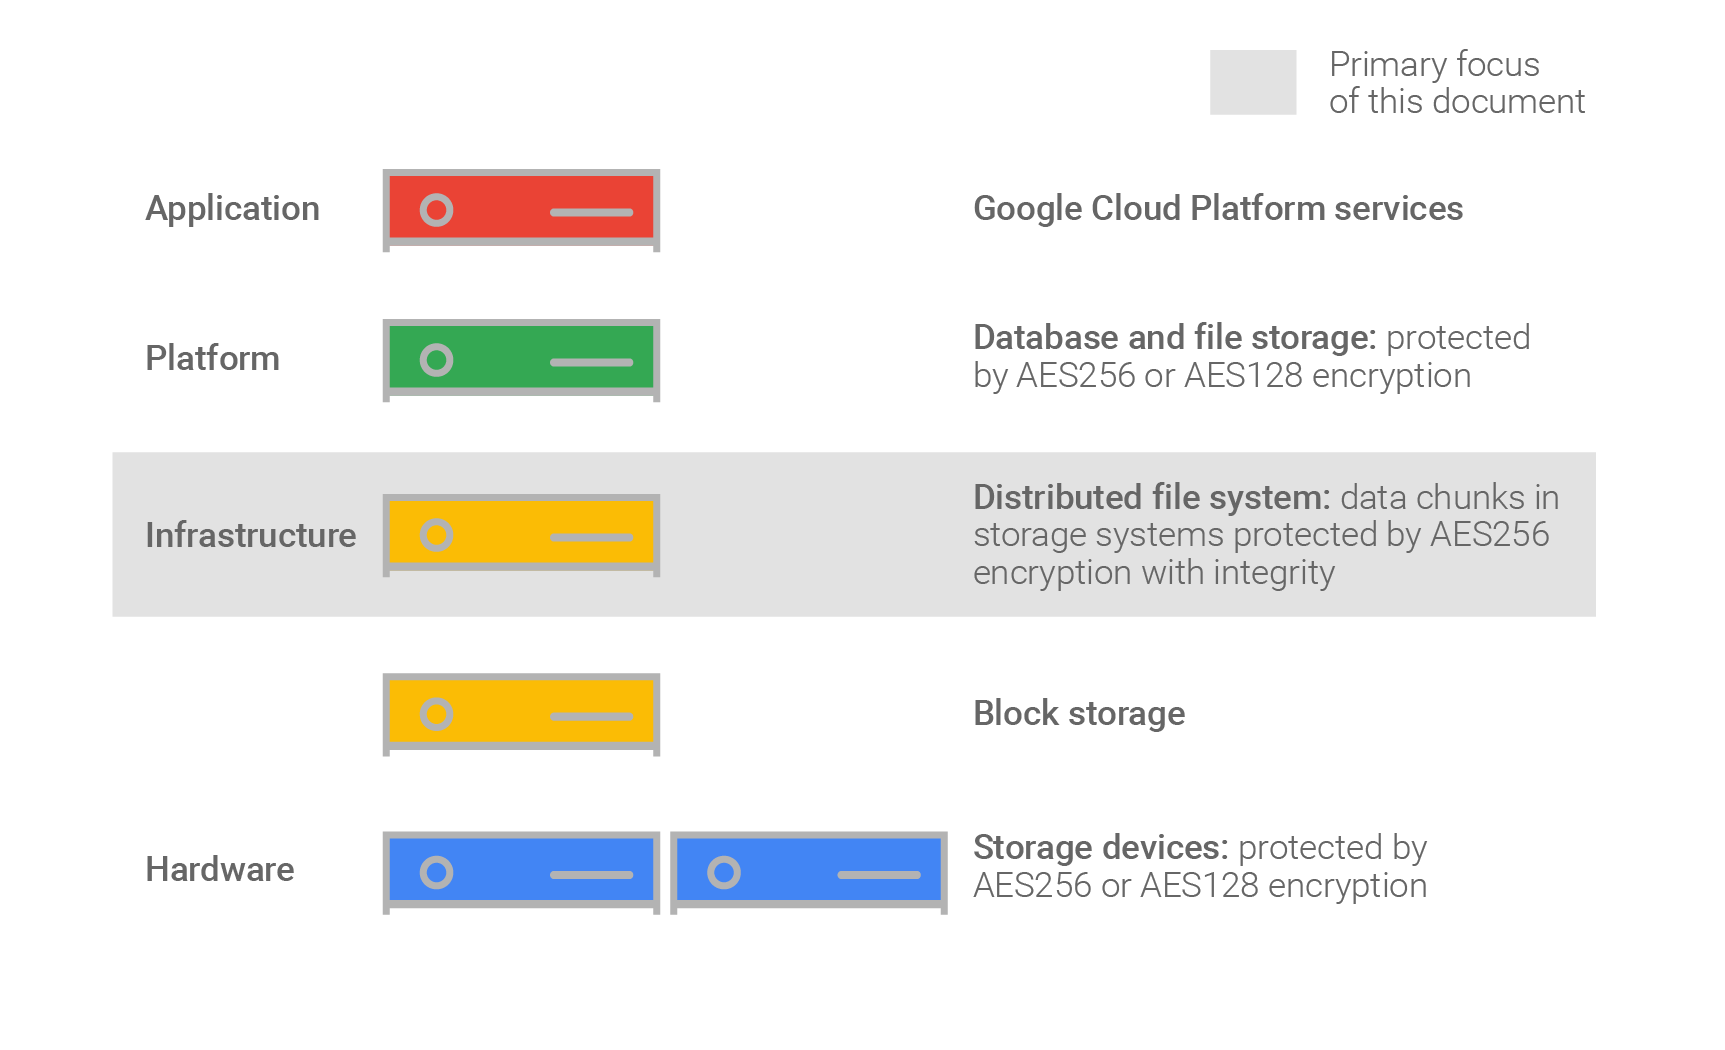 Primary focus
of this document
Application
Google Cloud Platform services
Platform
Database and file storage: protected
by AES256 or AES128 encryption
Infrastructure
Distributed file system: data chunks in
storage systems protected by AES256
encryption with integrity
Block storage
Hardware
Storage devices: protected by
AES256 or AES128 encryption